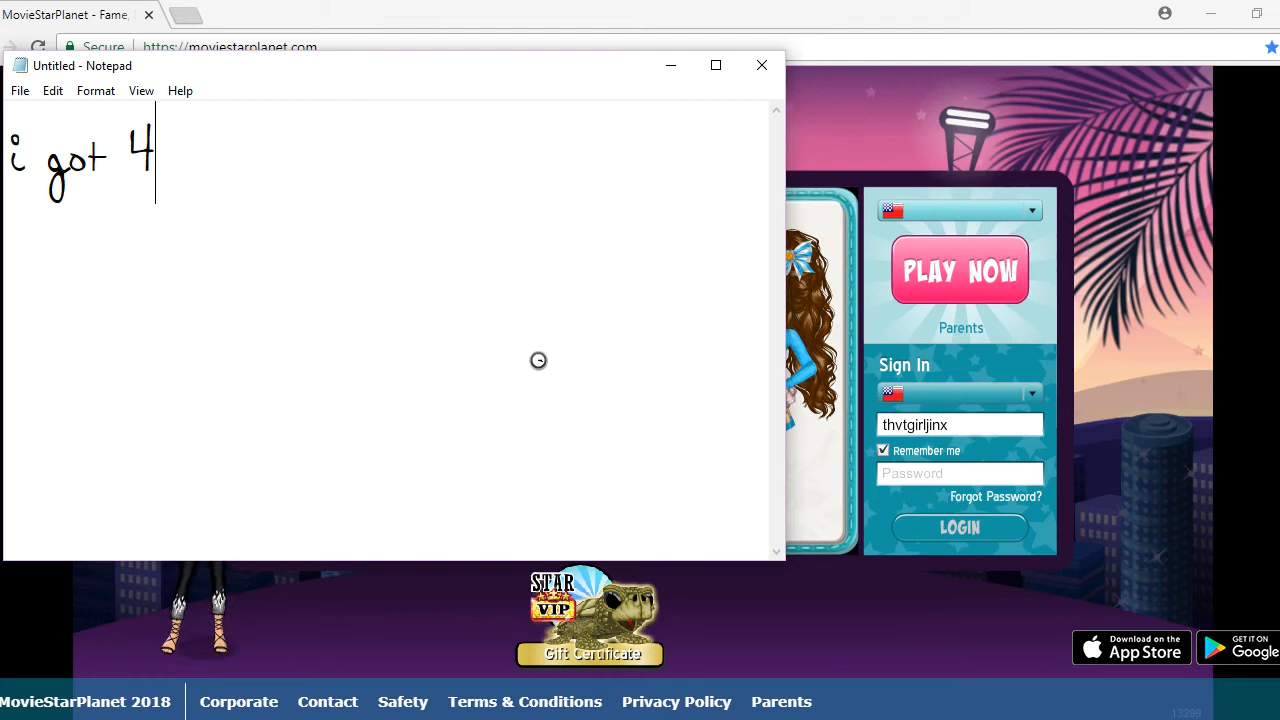 MovieStarPlanet - Fame,
Secure
https://moviestarplanet.com
Untitled - Notepad
File Edit Format View Help
i got 4
PLAY NOW
Parents
Sign In
thvtgirljinx
Remember me
Password
Forgot Password?
LOGIN
STAR
VIP
Gift Certificate
Download on the
App Store
GET IT ON
Google
MovieStarPlanet 2018 Corporate Contact Safety Terms & Conditions Privacy Policy Parents
13299